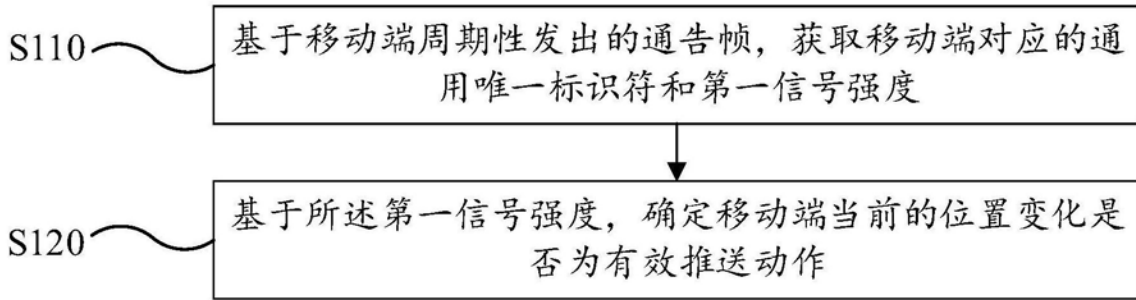 S110
基于移动端周期性发出的通告帧，获取移动端对应的通
用唯一标识符和第一信号强度
S120
基于所述第一信号强度，确定移动端当前的位置变化是
否为有效推送动作